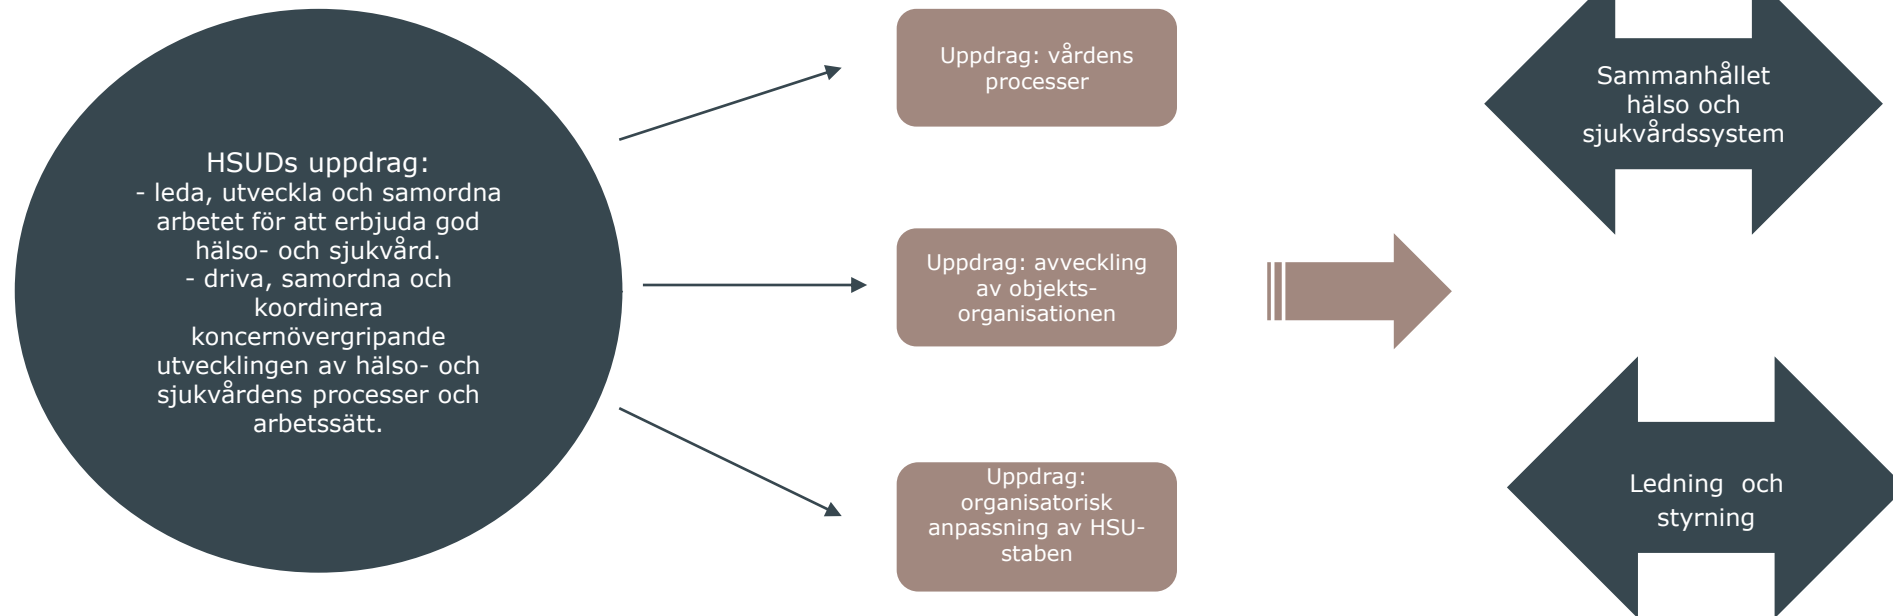 HSUDs uppdrag:
- leda, utveckla och samordna
arbetet för att erbjuda god
hälso- och sjukvård.
- driva, samordna och
koordinera
koncernövergripande
utvecklingen av hälso- och
sjukvårdens processer och
arbetssätt.
Uppdrag: vårdens
processer
Uppdrag: avveckling
av objekts-
organisationen
Uppdrag:
organisatorisk
anpassning av HSU-
staben
Sammanhållet
hälso och
sjukvårdssystem
Ledning och
styrning